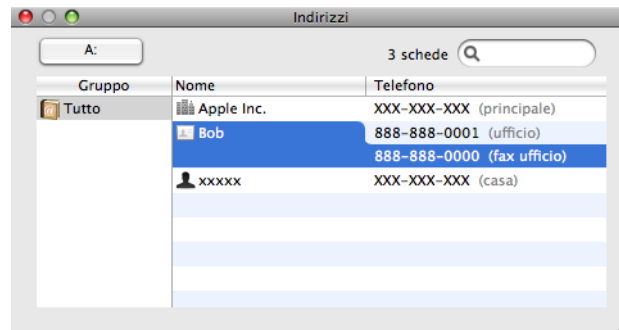 Indirizzi
A:
3 schede
Gruppo Nome Telefono
Tutto Apple Inc. XXX-XXX-XXX (principale)
Bob 888-888-0001 (ufficio)
888-888-0000 (fax ufficio)
xxxxx XXX-XXX-XXX (casa)